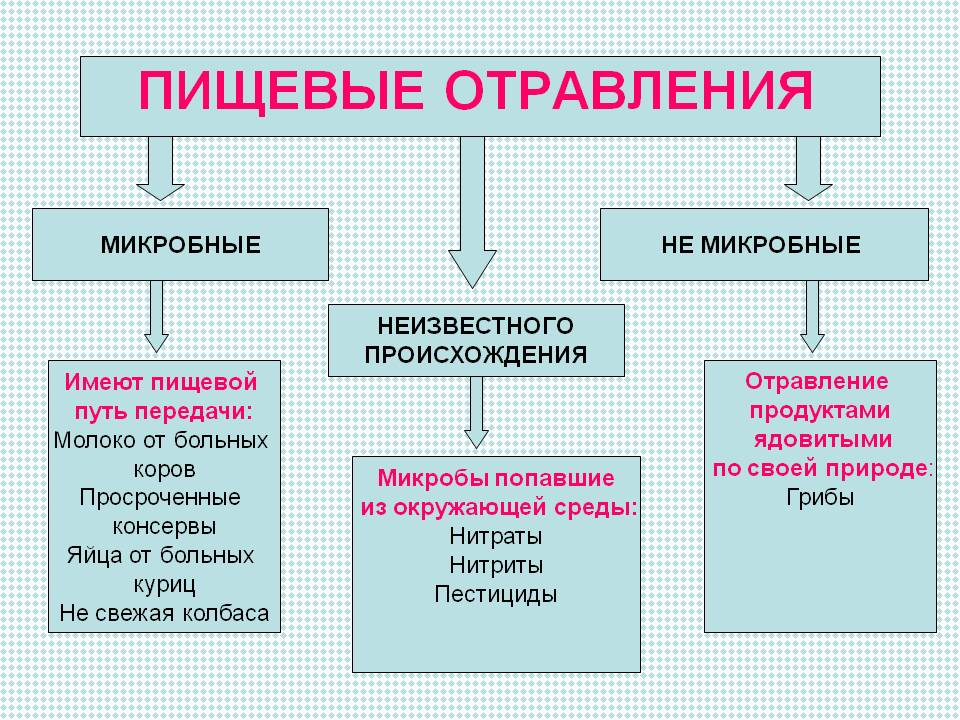 ПИЩЕВЫЕ ОТРАВЛЕНИЯ
МИКРОБНЫЕ
НЕ МИКРОБНЫЕ
НЕИЗВЕСТНОГО
ПРОИСХОЖДЕНИЯ
Имеют пищевой
путь передачи:
Молоко от больных
коров
Просроченные
консервы
Яйца от больных
куриц
Не свежая колбаса
Микробы попавшие
из окружающей среды:
Нитраты
Нитриты
Пестициды
Отравление
продуктами
ядовитыми
по своей природе:
Грибы